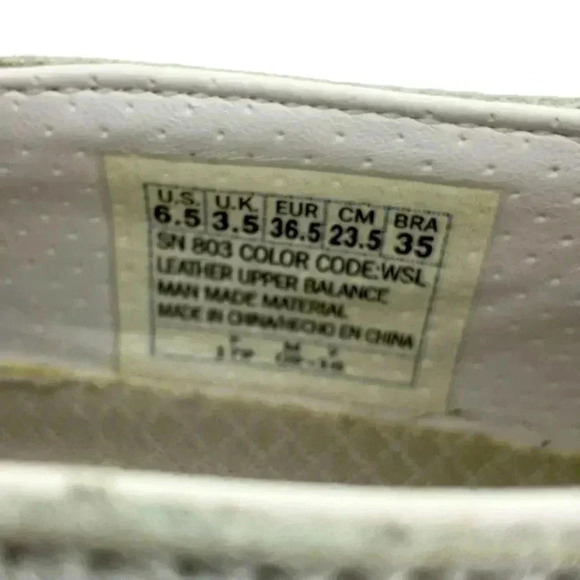 U.S. U.K. EUR CM BRA
6.5 3.5 36.5 23.5 35
SN 803 COLOR CODE:WSL
LEATHER UPPER BALANCE
MAN MADE MATERIAL
MADE IN CHINA/HECHO EN CHINA